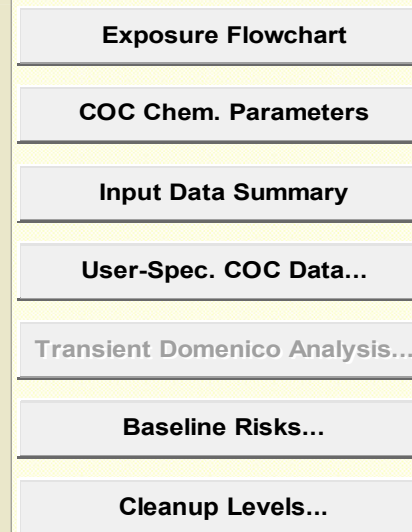 Exposure Flowchart
COC Chem. Parameters
Input Data Summary
User-Spec. COC Data...
Transient Domenico Analysis...
Baseline Risks...
Cleanup Levels...